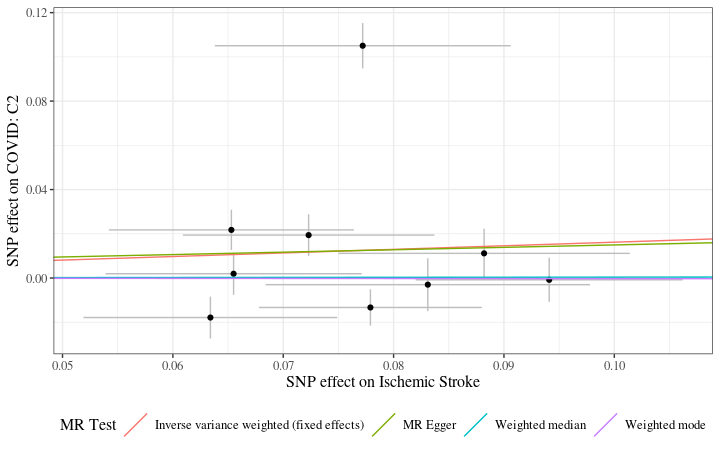 0.12
0.08
0.04
0.00
SNP effect on COVID: C2
0.05 0.06 0.07 0.08 0.09 0.10
SNP effect on Ischemic Stroke
MR Test Inverse variance weighted (fixed effects) MR Egger Weighted median Weighted mode